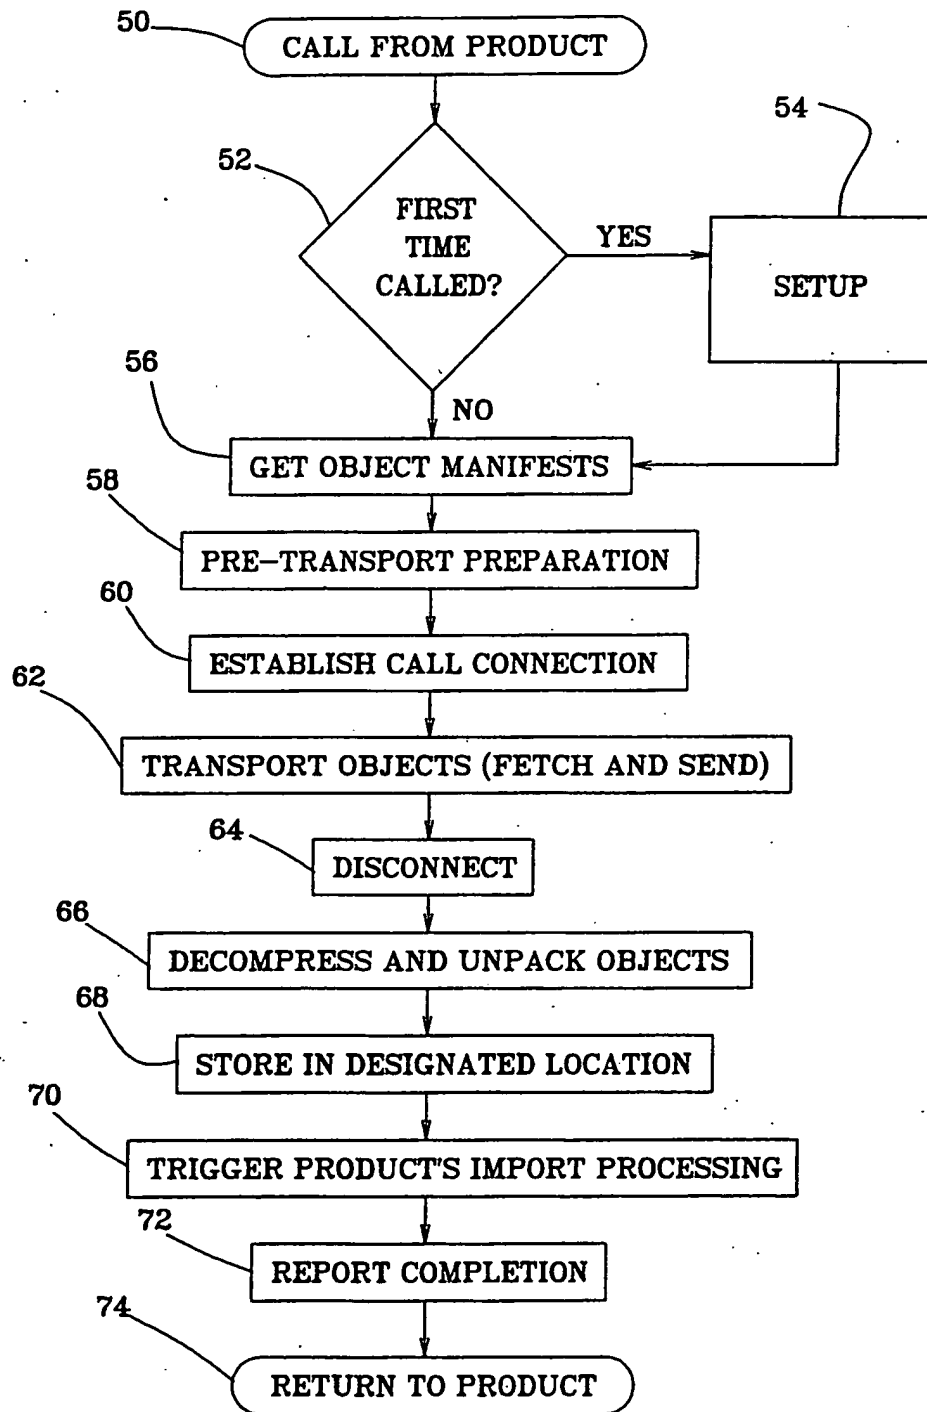 50
CALL FROM PRODUCT
54
52
FIRST
TIME
CALLED?
YES
SETUP
56
NO
GET OBJECT MANIFESTS
58
PRE-TRANSPORT PREPARATION
60
ESTABLISH CALL CONNECTION
62
TRANSPORT OBJECTS (FETCH AND SEND)
64
DISCONNECT
66
DECOMPRESS AND UNPACK OBJECTS
68
STORE IN DESIGNATED LOCATION
70
TRIGGER PRODUCT'S IMPORT PROCESSING
72
REPORT COMPLETION
74
RETURN TO PRODUCT